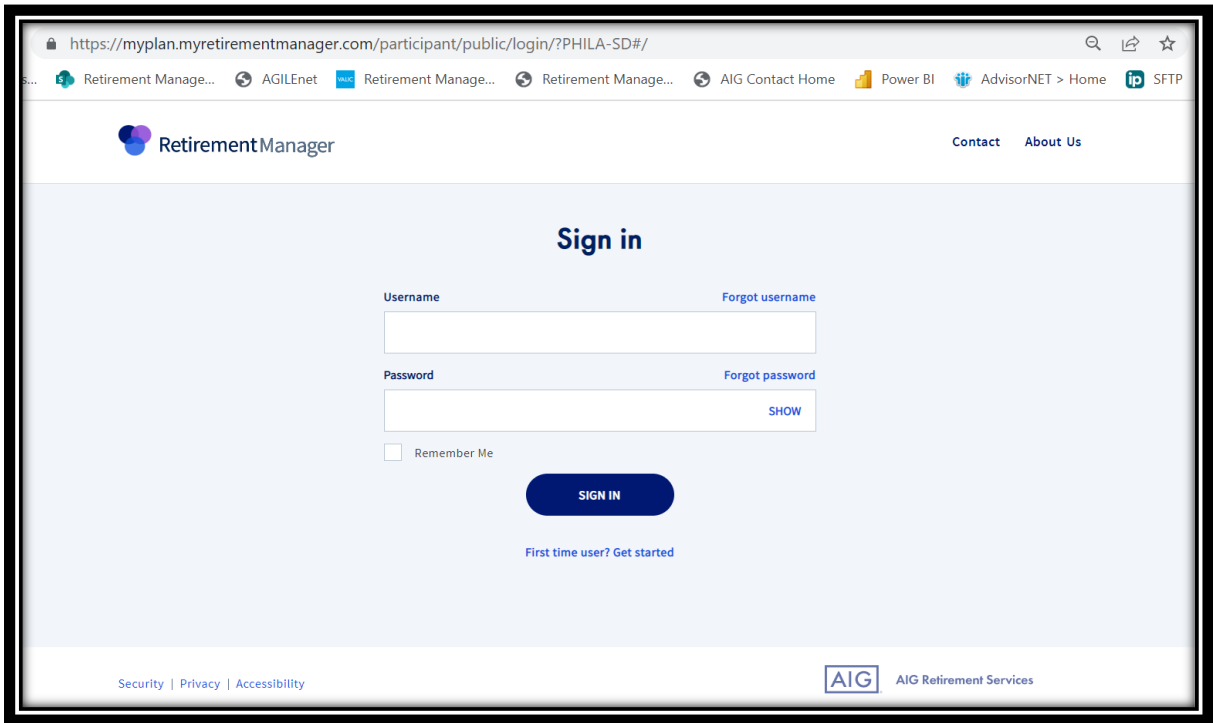 https://myplan.myretirementmanager.com/participant/public/login/?PHILA-SD#/
s... S Retirement Manage... AGILEnet VALIC Retirement Manage... Retirement Manage... AIG Contact Home Power BI AdvisorNET > Home ip SFTP
RetirementManager Contact About Us
Sign in
Username Forgot username
Password Forgot password
SHOW
Remember Me
SIGN IN
First time user? Get started
Security | Privacy | Accessibility AIG AIG Retirement Services